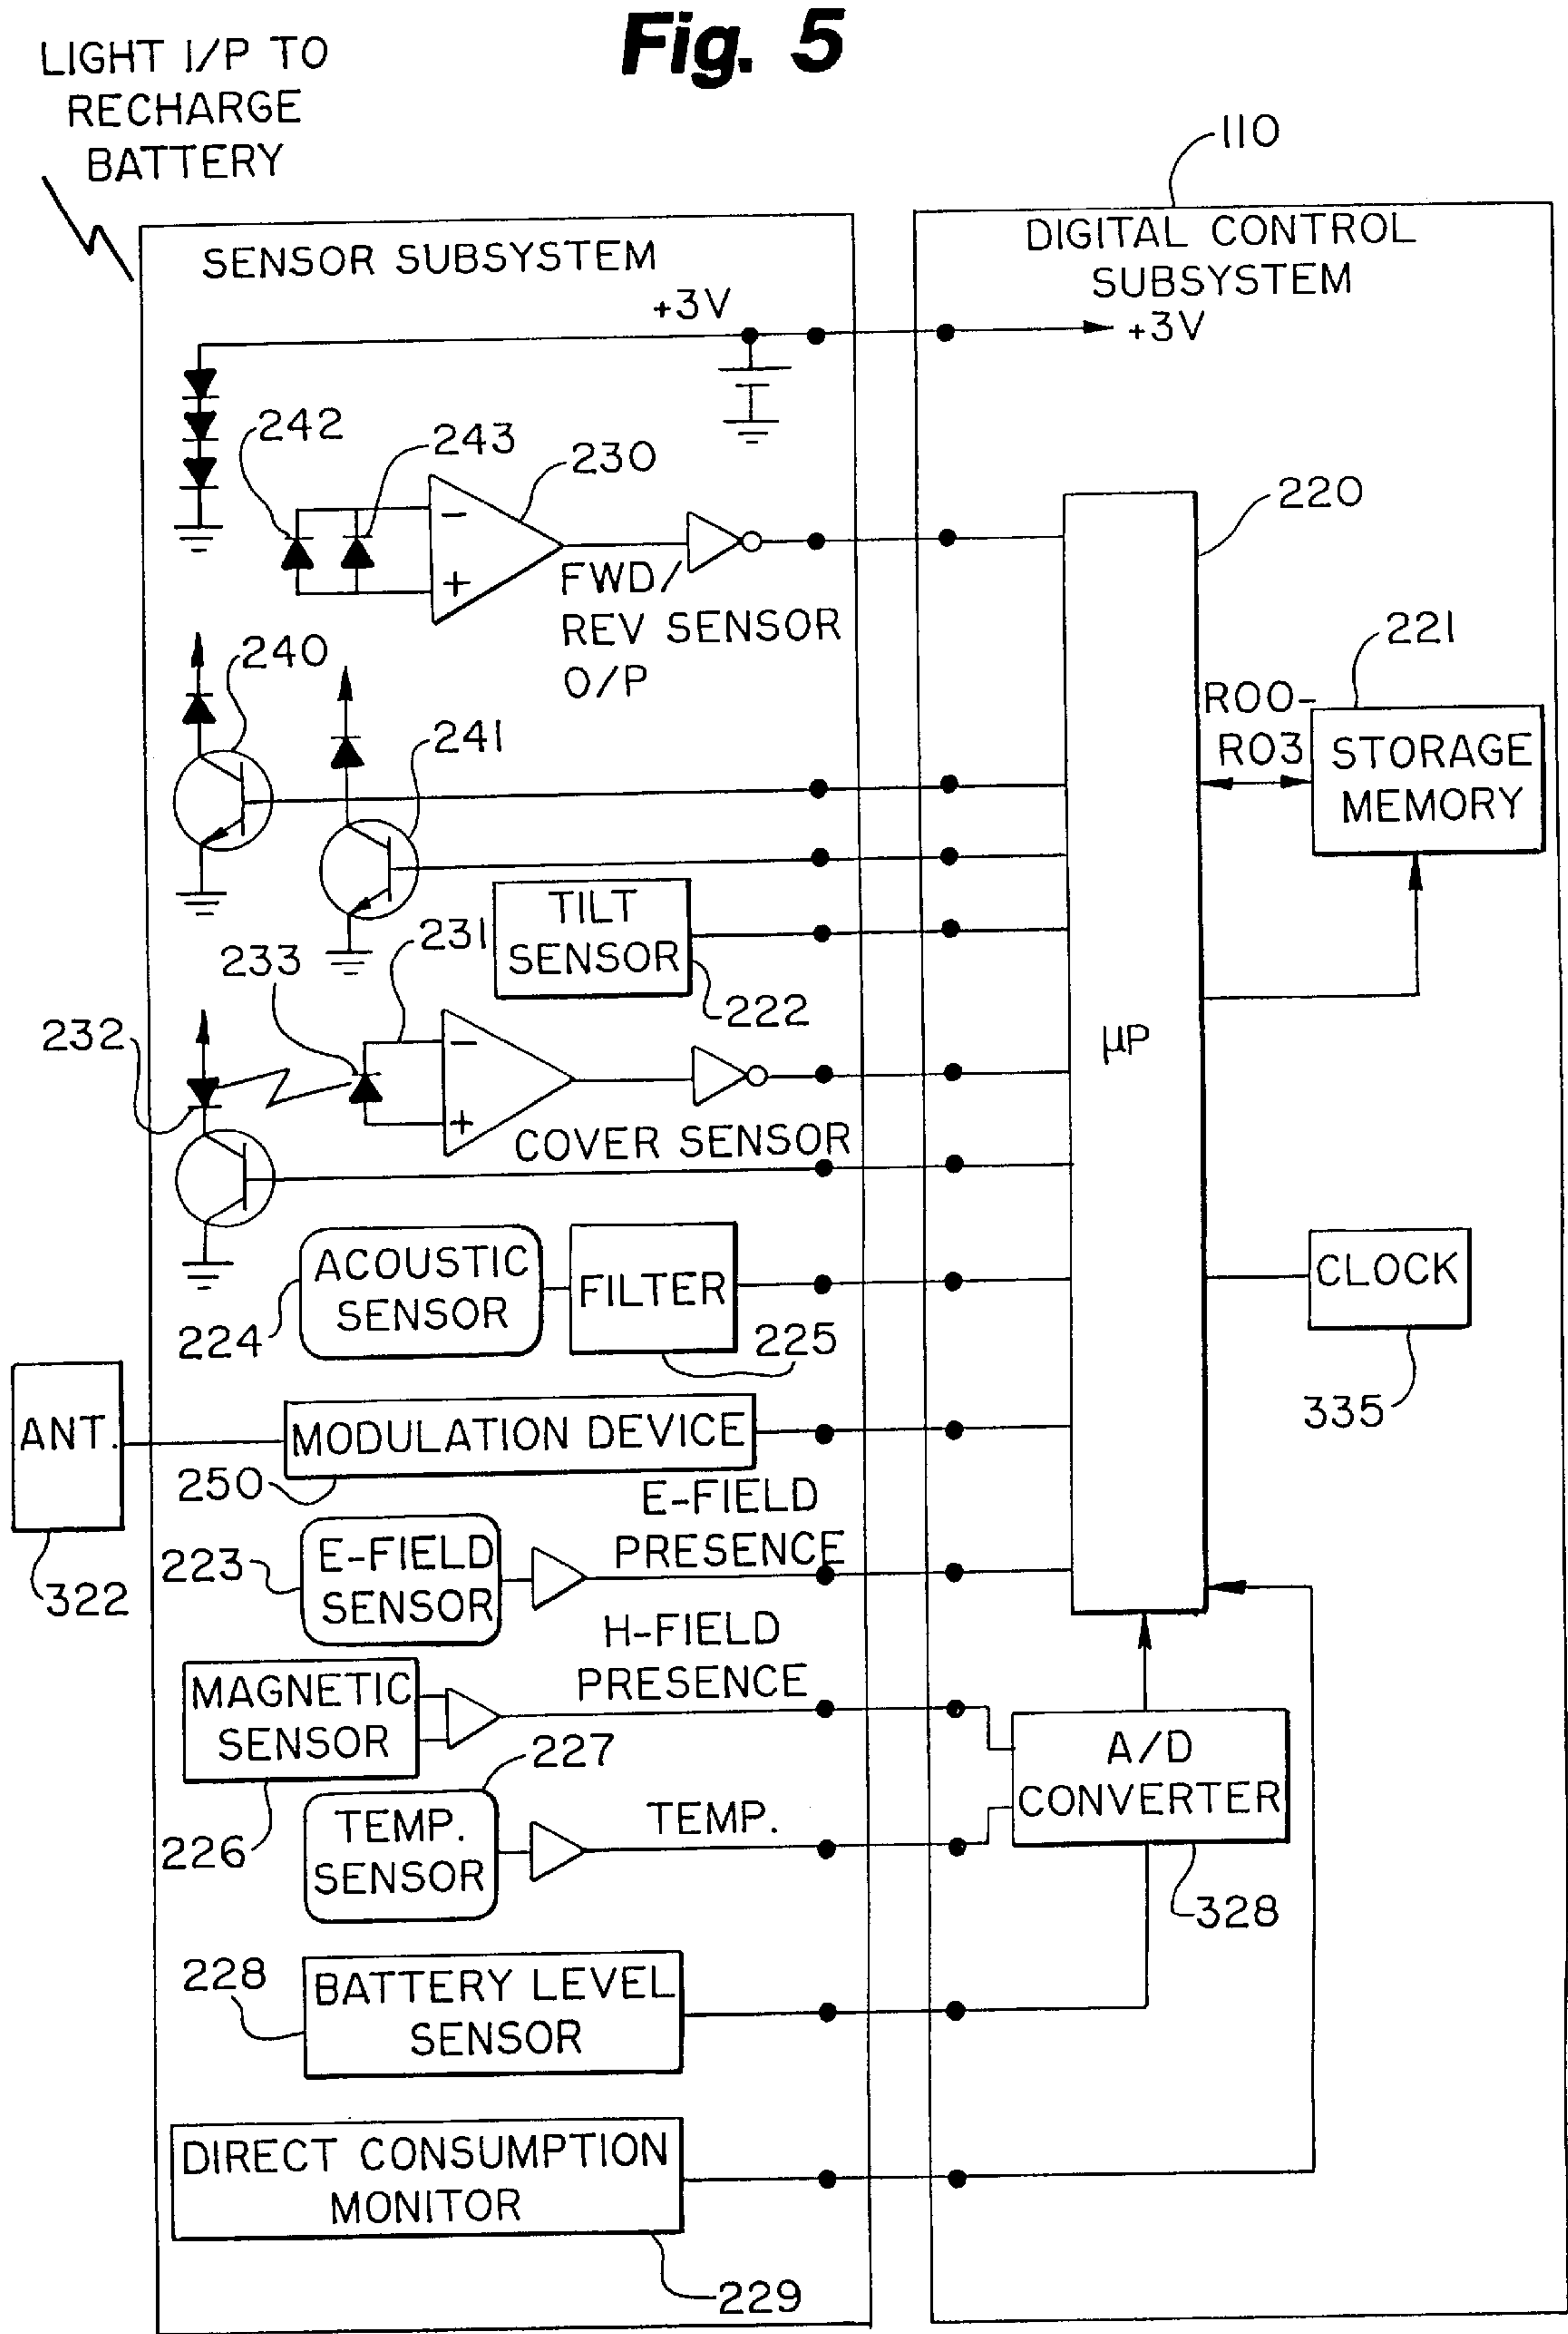 Fig. 5
LIGHT I/P TO
RECHARGE
BATTERY
110
SENSOR SUBSYSTEM
DIGITAL CONTROL
SUBSYSTEM
+3V
+3V
242
243
230
220
−
+
FWD/
REV SENSOR
O/P
240
241
221
R00-
R03
STORAGE
MEMORY
TILT
SENSOR
222
231
233
232
−
+
μP
COVER SENSOR
ACOUSTIC
SENSOR
FILTER
CLOCK
224
225
335
ANT.
MODULATION DEVICE
250
322
E-FIELD
PRESENCE
E-FIELD
SENSOR
223
H-FIELD
PRESENCE
MAGNETIC
SENSOR
226
227
A/D
CONVERTER
TEMP.
SENSOR
TEMP.
328
228
BATTERY LEVEL
SENSOR
DIRECT CONSUMPTION
MONITOR
229